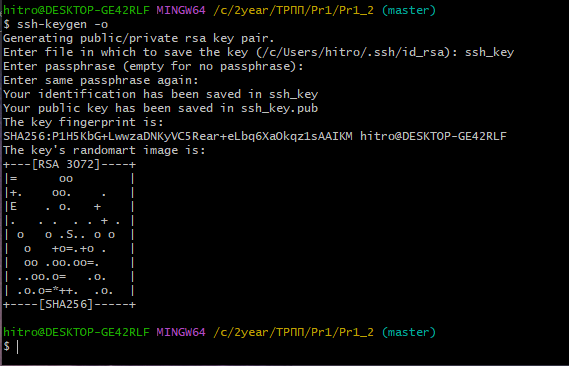 hitro@DESKTOP-GE42RLF MINGW64 /c/2year/ТРПП/Pr1/Pr1_2 (master)
$ ssh-keygen -o
Generating public/private rsa key pair.
Enter file in which to save the key (/c/Users/hitro/.ssh/id_rsa): ssh_key
Enter passphrase (empty for no passphrase):
Enter same passphrase again:
Your identification has been saved in ssh_key
Your public key has been saved in ssh_key.pub
The key fingerprint is:
SHA256:P1H5KbG+LwwzaDNKyVC5Rear+eLbq6XaOkqz1sAAIKM hitro@DESKTOP-GE42RLF
The key's randomart image is:
+---[RSA 3072]----+
|=      oo        |
|+.    oo.    .   |
|E    . o.   +    |
|.   . .  . . + . |
| o   o .S.. o o  |
|  o   +o=.+o .   |
|  oo .oo.oo=.    |
| ..oo.o=   .o.   |
| .o.o=*++.  .o.  |
+----[SHA256]-----+
hitro@DESKTOP-GE42RLF MINGW64 /c/2year/ТРПП/Pr1/Pr1_2 (master)
$